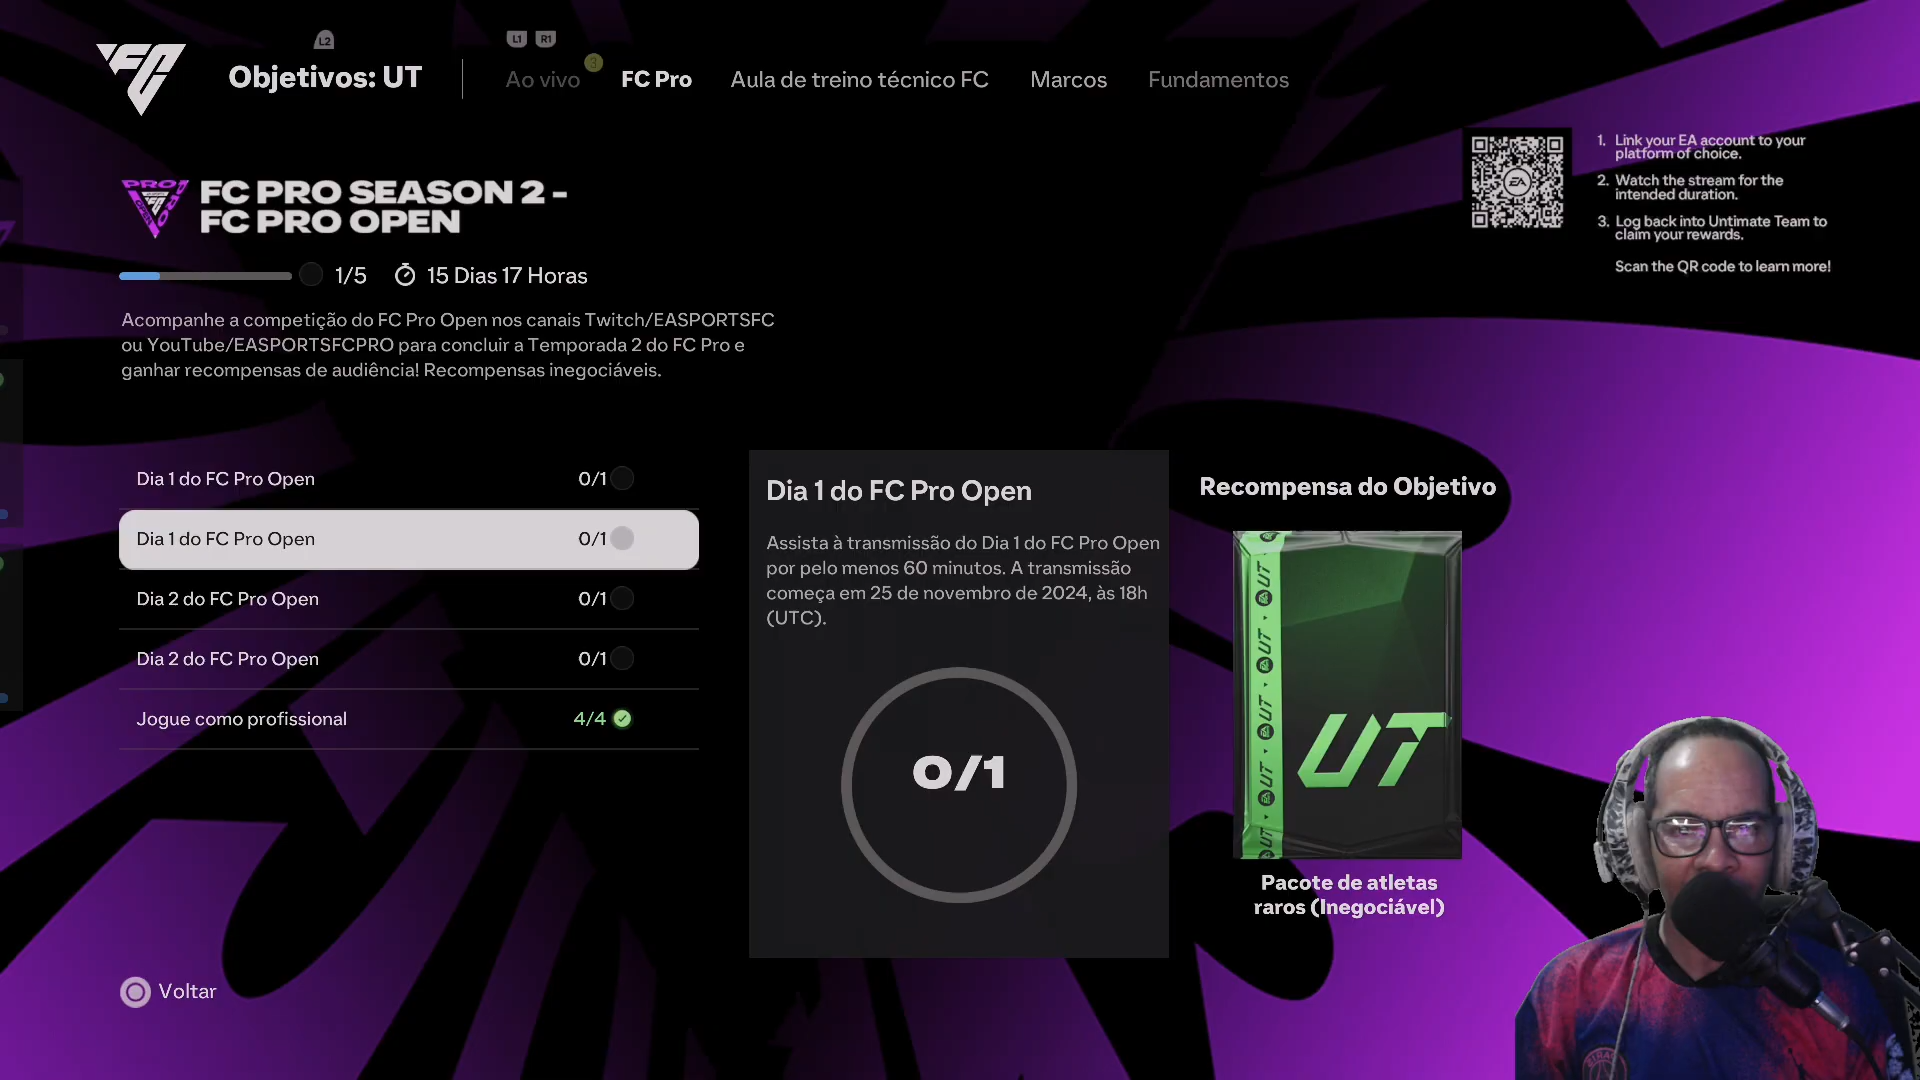 L2
L1 R1
Objetivos: UT
Ao vivo
3
FC Pro
Aula de treino técnico FC
Marcos
Fundamentos
FC PRO SEASON 2 -
FC PRO OPEN
1/5
15 Dias 17 Horas
Acompanhe a competição do FC Pro Open nos canais Twitch/EASPORTSFC
ou YouTube/EASPORTSFCPRO para concluir a Temporada 2 do FC Pro e
ganhar recompensas de audiência! Recompensas inegociáveis.
1. Link your EA account to your
platform of choice.
2. Watch the stream for the
intended duration.
3. Log back into Untimate Team to
claim your rewards.
Scan the QR code to learn more!
Dia 1 do FC Pro Open 0/1
Dia 1 do FC Pro Open 0/1
Dia 2 do FC Pro Open 0/1
Dia 2 do FC Pro Open 0/1
Jogue como profissional 4/4
Dia 1 do FC Pro Open
Assista à transmissão do Dia 1 do FC Pro Open
por pelo menos 60 minutos. A transmissão
começa em 25 de novembro de 2024, às 18h
(UTC).
0/1
Recompensa do Objetivo
UT
UT
UT
UT
UT
UT
Pacote de atletas
raros (Inegociável)
Voltar